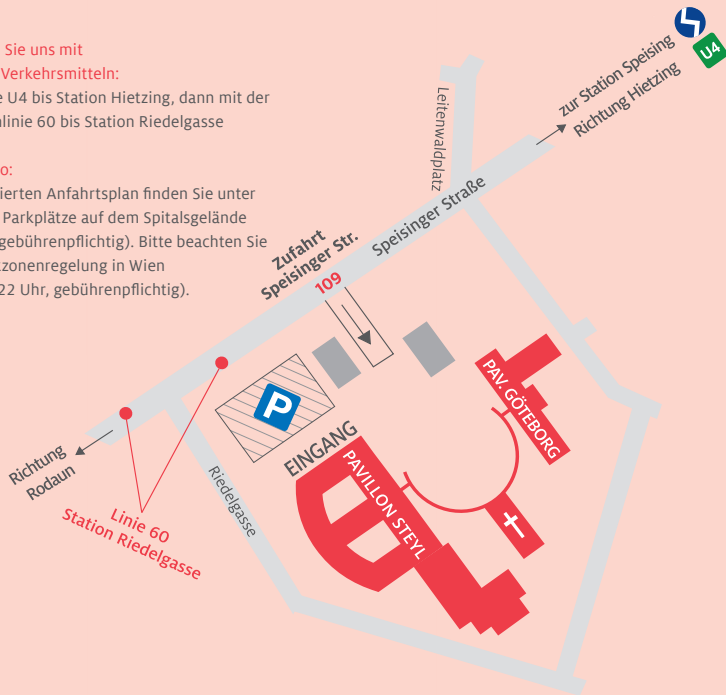 Sie uns mit
Verkehrsmitteln:
U4 bis Station Hietzing, dann mit der
linie 60 bis Station Riedelgasse
o:
ierten Anfahrtsplan finden Sie unter
Parkplätze auf dem Spitalsgelände
gebührenpflichtig). Bitte beachten Sie
zonenregelung in Wien
22 Uhr, gebührenpflichtig).
zur Station Speising
Richtung Hietzing
U4
Leitenwaldplatz
Speisinger Straße
Zufahrt
Speisinger Str.
109
P
PAV. GÖTEBORG
EINGANG
PAVILLON STEYL
Richtung
Rodaun
Riedelgasse
Linie 60
Station Riedelgasse